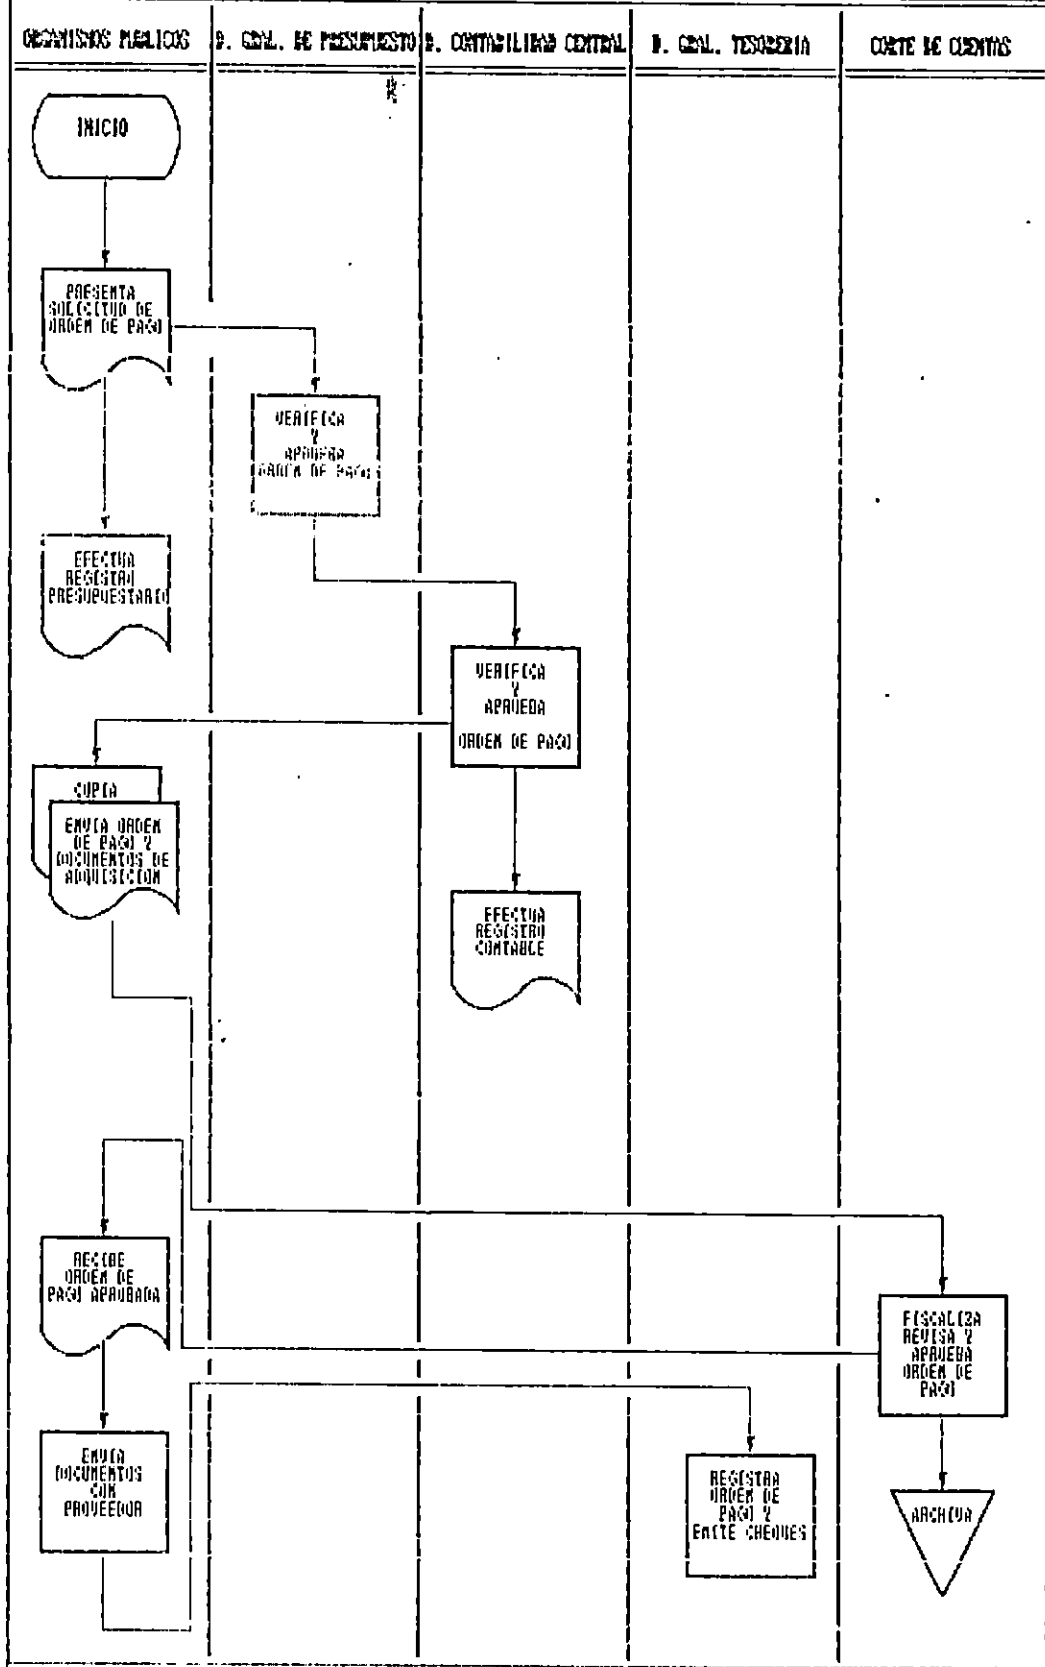 ORGANISMOS PUBLICOS
D. GRAL. DE PRESUPUESTO
D. CONTABILIDAD CENTRAL
D. GRAL. TESORERIA
CORTE DE CUENTAS
INICIO
PRESENTA
SOLICITUD DE
ORDEN DE PAGO
VERIFICA
Y
APRUEBA
ORDEN DE PAGO
EFECTUA
REGISTRO
PRESUPUESTARIO
VERIFICA
Y
APRUEBA
ORDEN DE PAGO
COPIA
ENVIA ORDEN
DE PAGO Y
DOCUMENTOS DE
ADQUISICION
EFECTUA
REGISTRO
CONTABLE
RECIBE
ORDEN DE
PAGO APROBADA
FISCALIZA
REVISA Y
APRUEBA
ORDEN DE
PAGO
ENVIA
DOCUMENTOS
CON
PROVEEDOR
REGISTRA
ORDEN DE
PAGO Y
EMITE CHEQUES
ARCHIVA